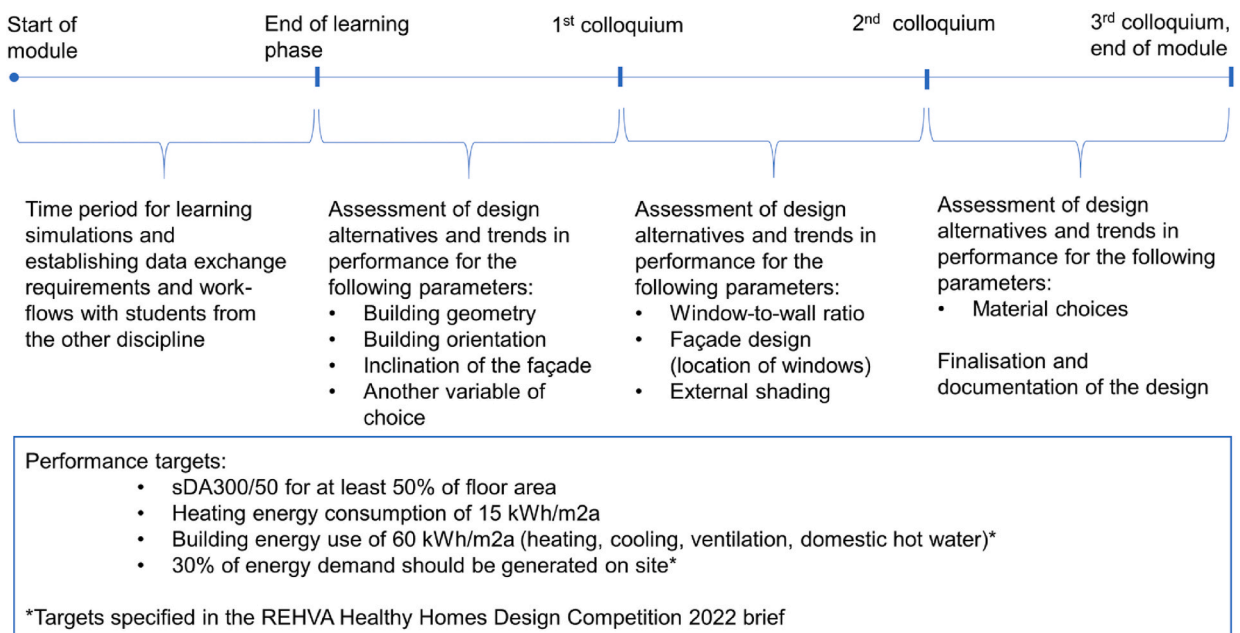 Start of
module
End of learning
phase
1st colloquium
2nd colloquium
3rd colloquium,
end of module
Time period for learning
simulations and
establishing data exchange
requirements and work-
flows with students from
the other discipline
Assessment of design
alternatives and trends in
performance for the
following parameters:
• Building geometry
• Building orientation
• Inclination of the façade
• Another variable of
choice
Assessment of design
alternatives and trends in
performance for the
following parameters:
• Window-to-wall ratio
• Façade design
(location of windows)
• External shading
Assessment of design
alternatives and trends in
performance for the following
parameters:
• Material choices
Finalisation and
documentation of the design
Performance targets:
• sDA300/50 for at least 50% of floor area
• Heating energy consumption of 15 kWh/m2a
• Building energy use of 60 kWh/m2a (heating, cooling, ventilation, domestic hot water)*
• 30% of energy demand should be generated on site*
*Targets specified in the REHVA Healthy Homes Design Competition 2022 brief